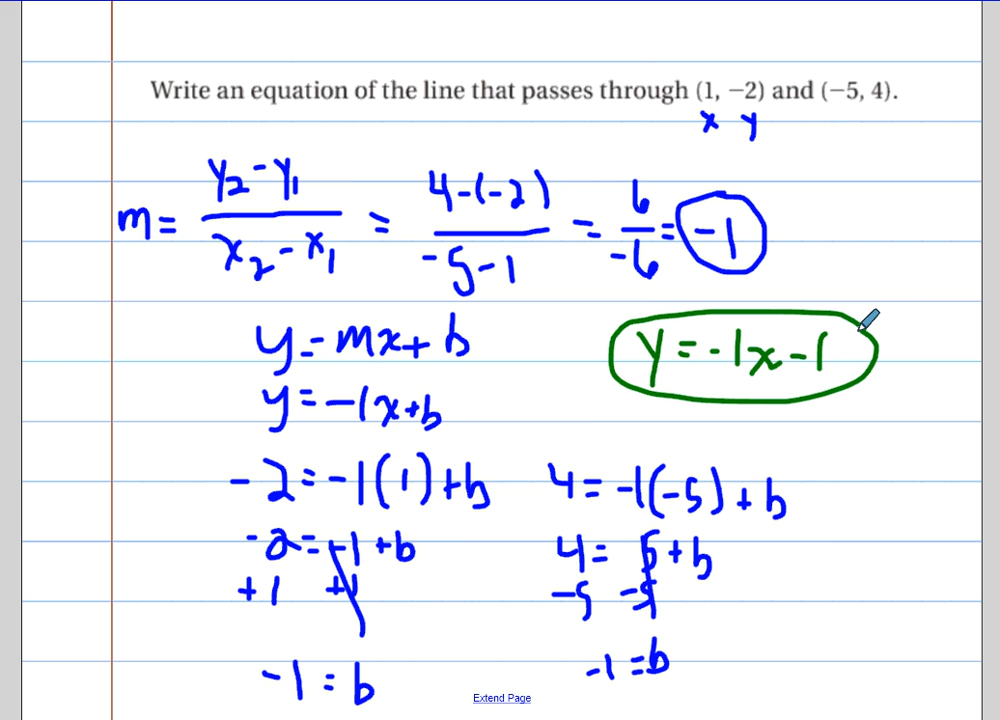 Write an equation of the line that passes through (1, −2) and (−5, 4).
x y
m = y₂ - y₁ / x₂ - x₁ = 4-(-2) / -5-1 = 6 / -6 = -1
y = mx + b
y = -1x - 1
y = -1x + b
-2 = -1(1) + b
4 = -1(-5) + b
-2 = -1 + b
4 = 5 + b
+1 +1
-5 -5
-1 = b
-1 = b
Extend Page